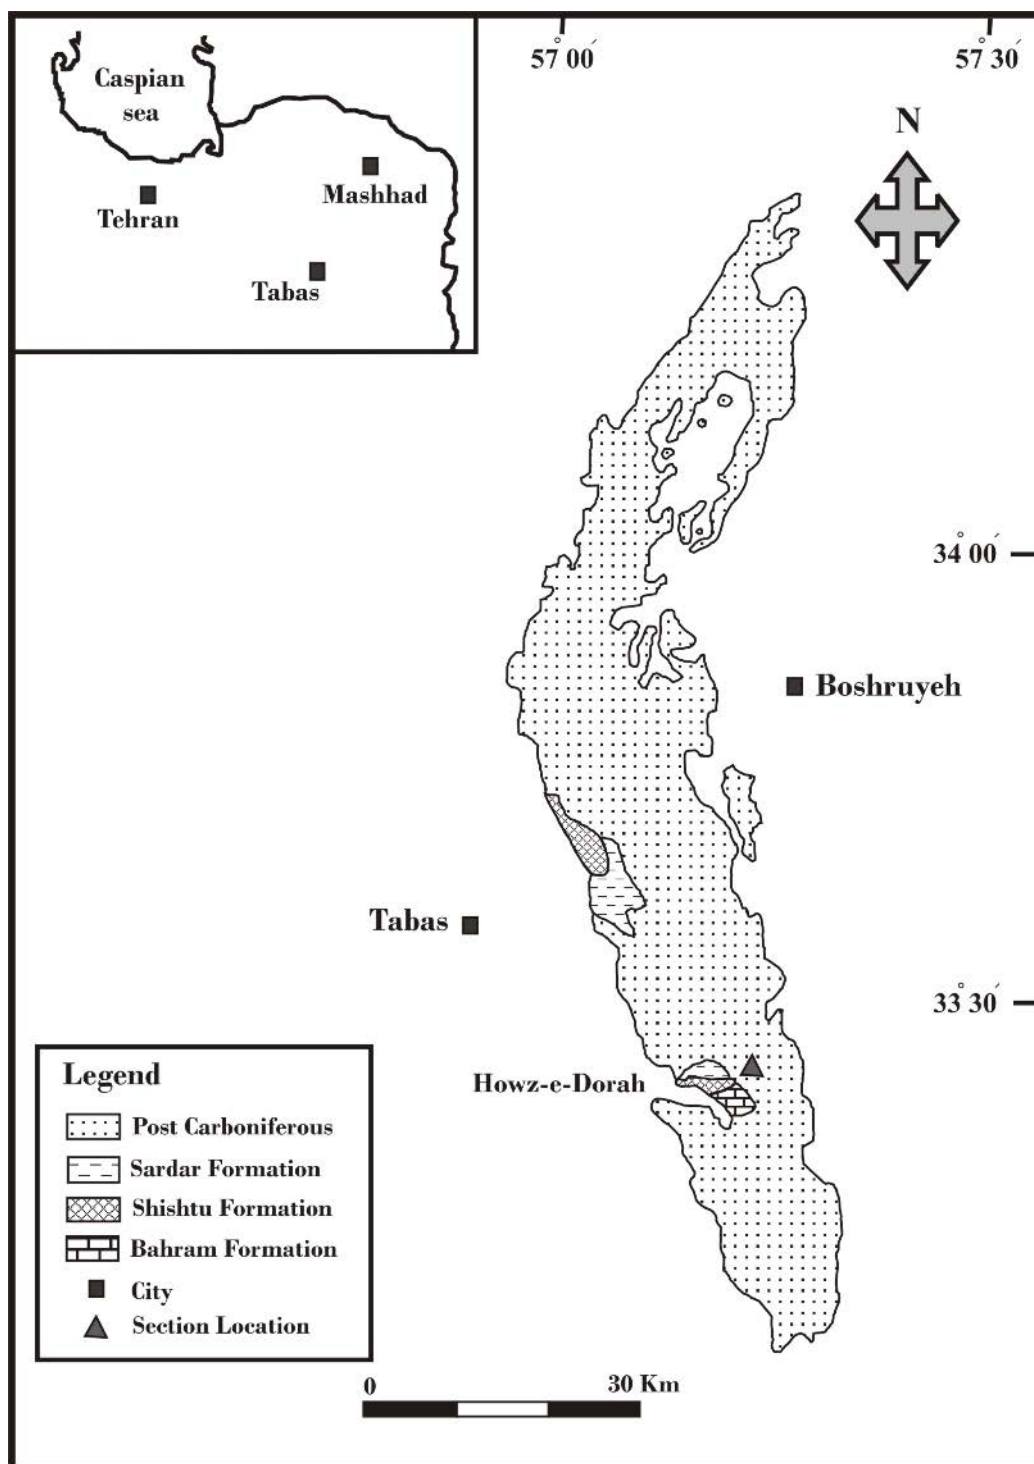 Caspian
sea
Tehran
Mashhad
Tabas
57°00′
57°30′
N
34°00′
Boshruyeh
Tabas
33°30′
Howz-e-Dorah
Legend
Post Carboniferous
Sardar Formation
Shishtu Formation
Bahram Formation
City
Section Location
0
30 Km